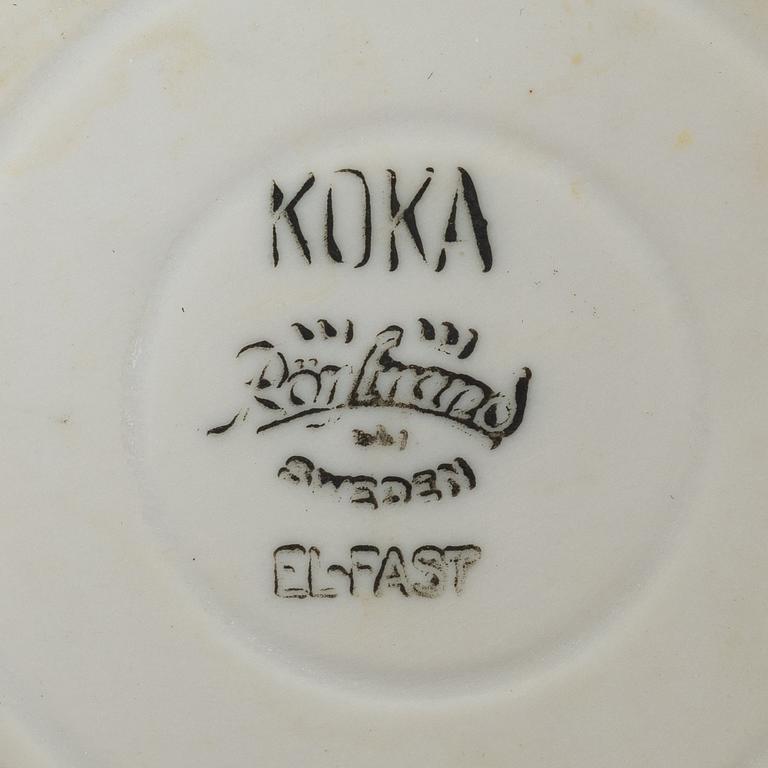 KOKA
Rörstrand
SWEDEN
EL-FAST